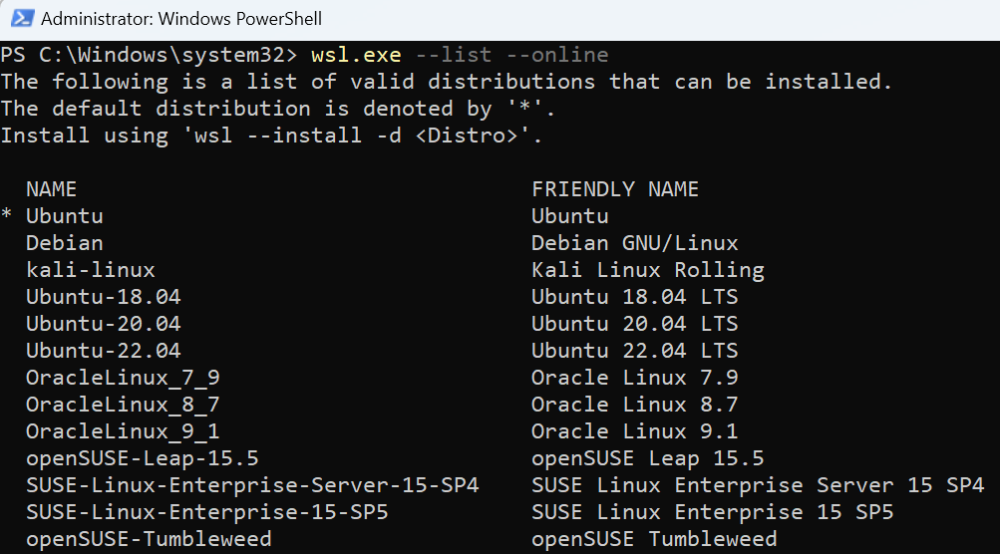 Administrator: Windows PowerShell
PS C:\Windows\system32> wsl.exe --list --online
The following is a list of valid distributions that can be installed.
The default distribution is denoted by '*'.
Install using 'wsl --install -d <Distro>'.
NAME FRIENDLY NAME
* Ubuntu Ubuntu
Debian Debian GNU/Linux
kali-linux Kali Linux Rolling
Ubuntu-18.04 Ubuntu 18.04 LTS
Ubuntu-20.04 Ubuntu 20.04 LTS
Ubuntu-22.04 Ubuntu 22.04 LTS
OracleLinux_7_9 Oracle Linux 7.9
OracleLinux_8_7 Oracle Linux 8.7
OracleLinux_9_1 Oracle Linux 9.1
openSUSE-Leap-15.5 openSUSE Leap 15.5
SUSE-Linux-Enterprise-Server-15-SP4 SUSE Linux Enterprise Server 15 SP4
SUSE-Linux-Enterprise-15-SP5 SUSE Linux Enterprise 15 SP5
openSUSE-Tumbleweed openSUSE Tumbleweed